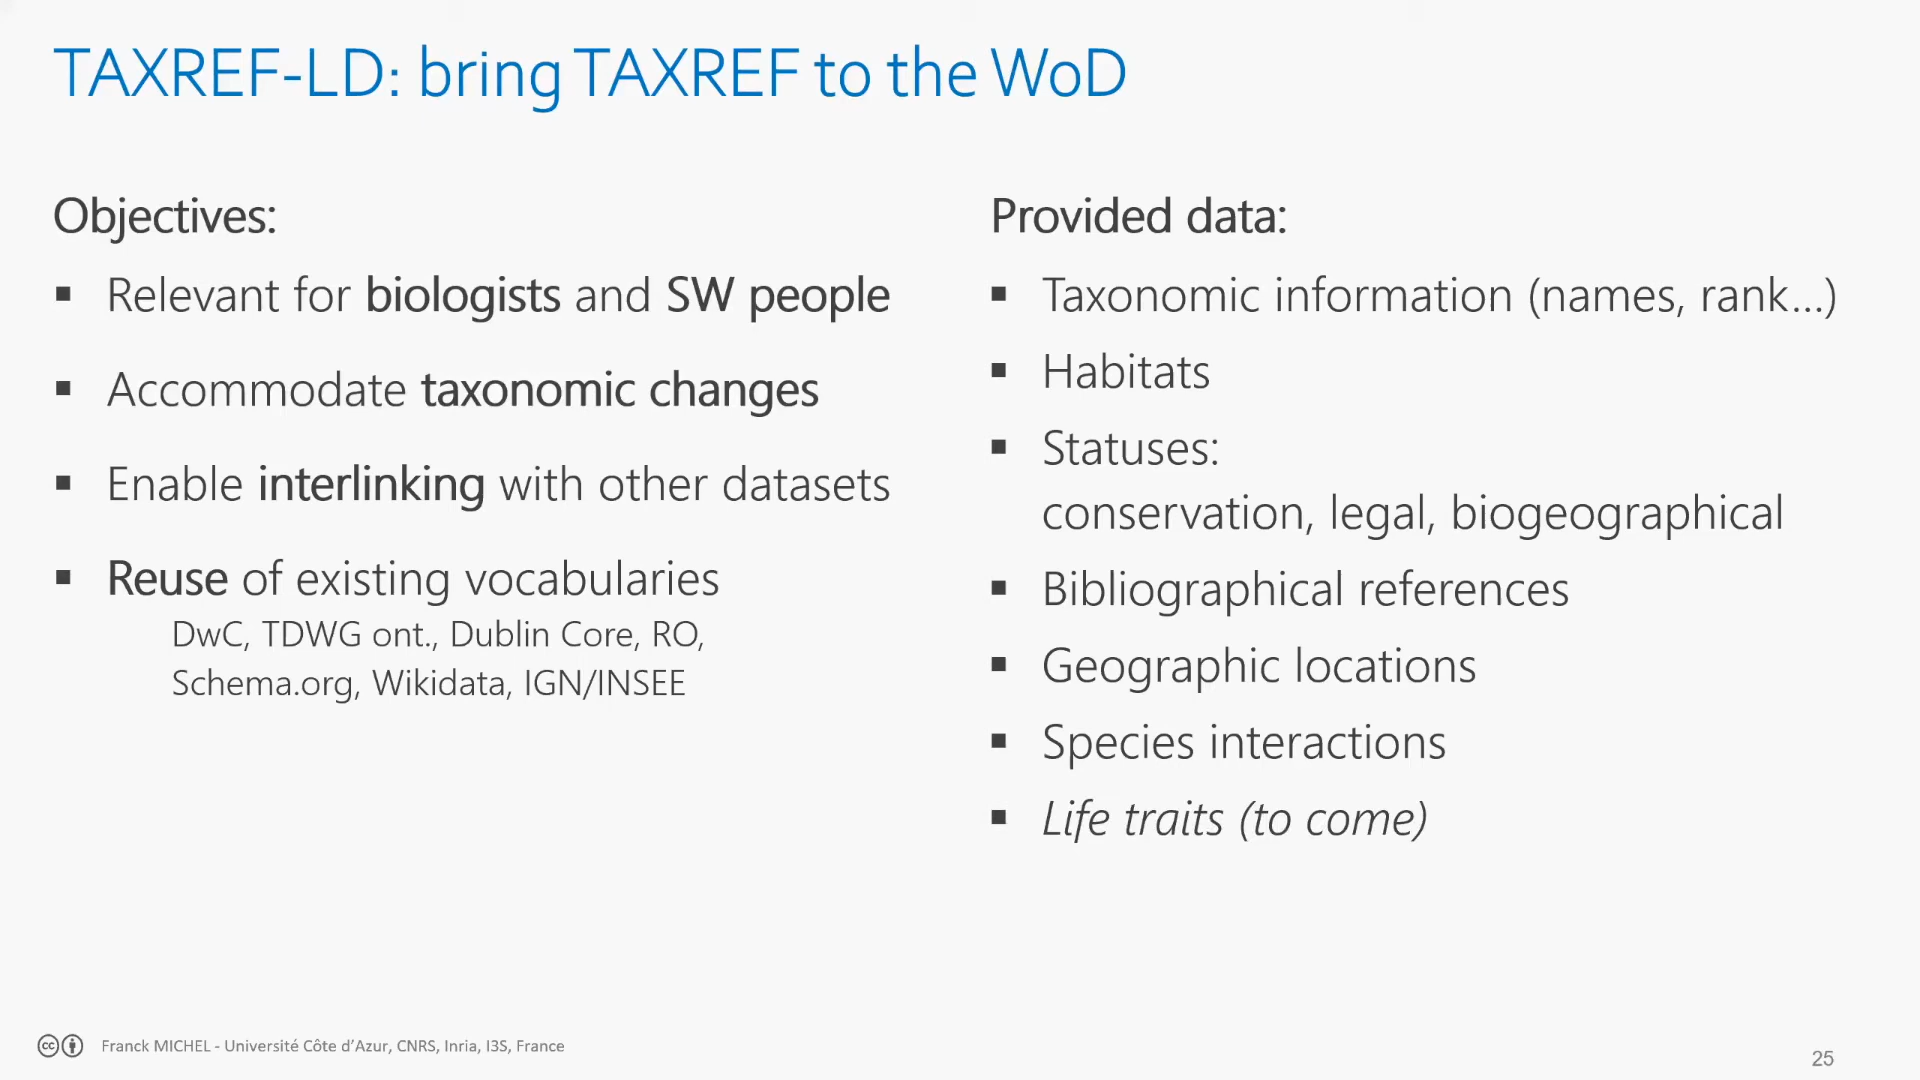 TAXREF-LD: bring TAXREF to the WoD
Objectives:
▪ Relevant for biologists and SW people
▪ Accommodate taxonomic changes
▪ Enable interlinking with other datasets
▪ Reuse of existing vocabularies
DwC, TDWG ont., Dublin Core, RO,
Schema.org, Wikidata, IGN/INSEE
Provided data:
▪ Taxonomic information (names, rank...)
▪ Habitats
▪ Statuses:
conservation, legal, biogeographical
▪ Bibliographical references
▪ Geographic locations
▪ Species interactions
▪ Life traits (to come)
cc Franck MICHEL - Université Côte d'Azur, CNRS, Inria, I3S, France
25